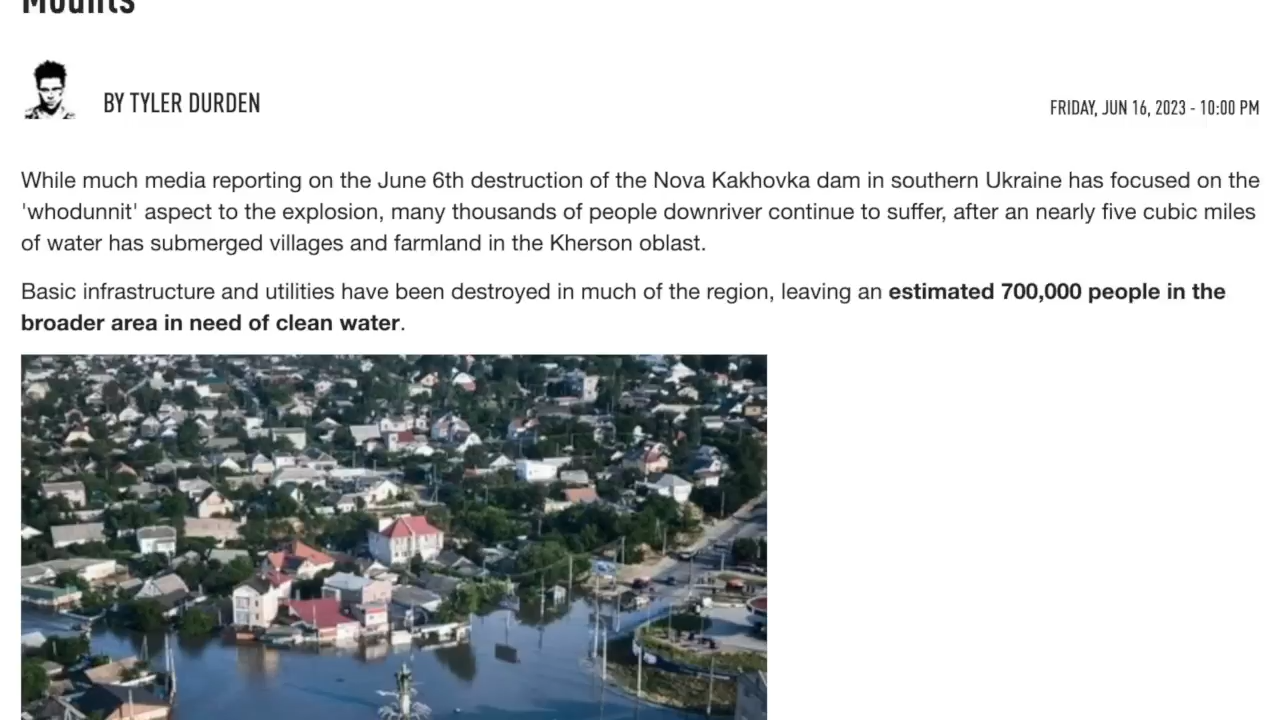 Mounts
BY TYLER DURDEN
FRIDAY, JUN 16, 2023 - 10:00 PM
While much media reporting on the June 6th destruction of the Nova Kakhovka dam in southern Ukraine has focused on the
'whodunnit' aspect to the explosion, many thousands of people downriver continue to suffer, after an nearly five cubic miles
of water has submerged villages and farmland in the Kherson oblast.
Basic infrastructure and utilities have been destroyed in much of the region, leaving an estimated 700,000 people in the
broader area in need of clean water.